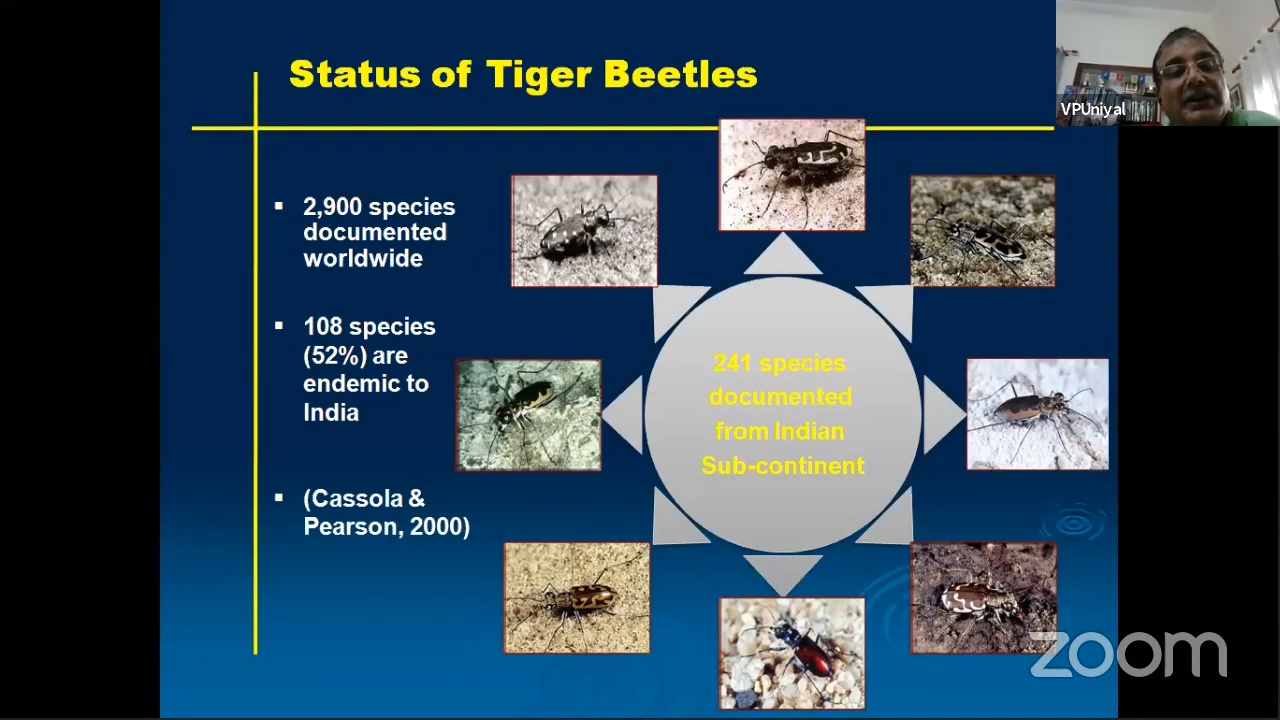 Status of Tiger Beetles
VPUniyal
2,900 species
documented
worldwide
108 species
(52%) are
endemic to
India
(Cassola &
Pearson, 2000)
241 species
documented
from Indian
Sub-continent
zoom